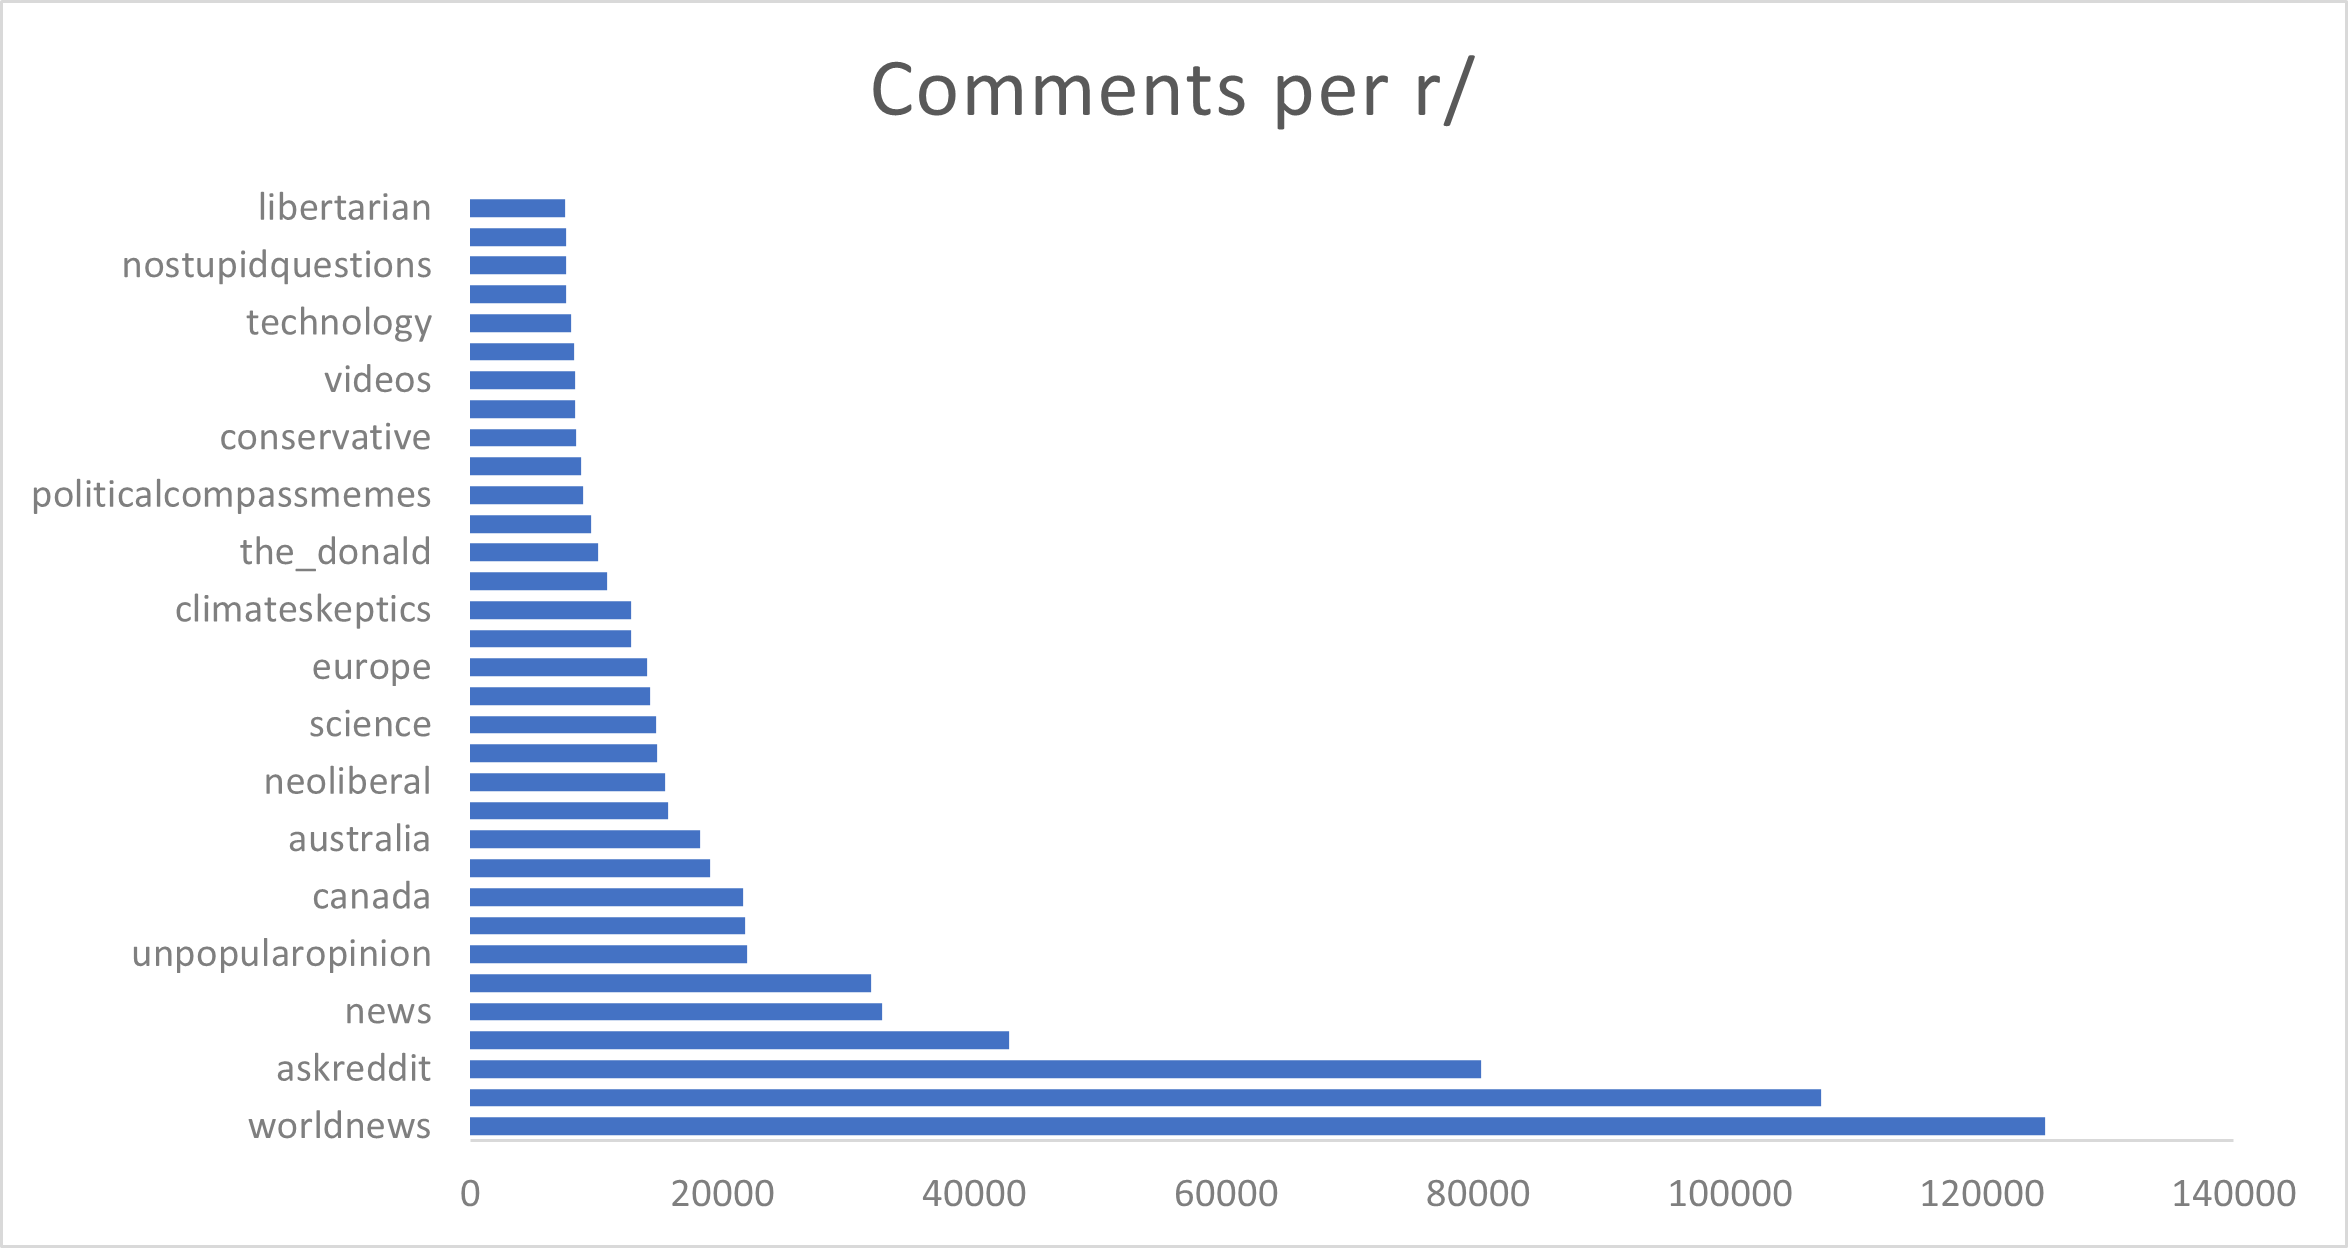 Comments per r/
libertarian
nostupidquestions
technology
videos
conservative
politicalcompassmemes
the_donald
climateskeptics
europe
science
neoliberal
australia
canada
unpopularopinion
news
askreddit
worldnews
0 20000 40000 60000 80000 100000 120000 140000